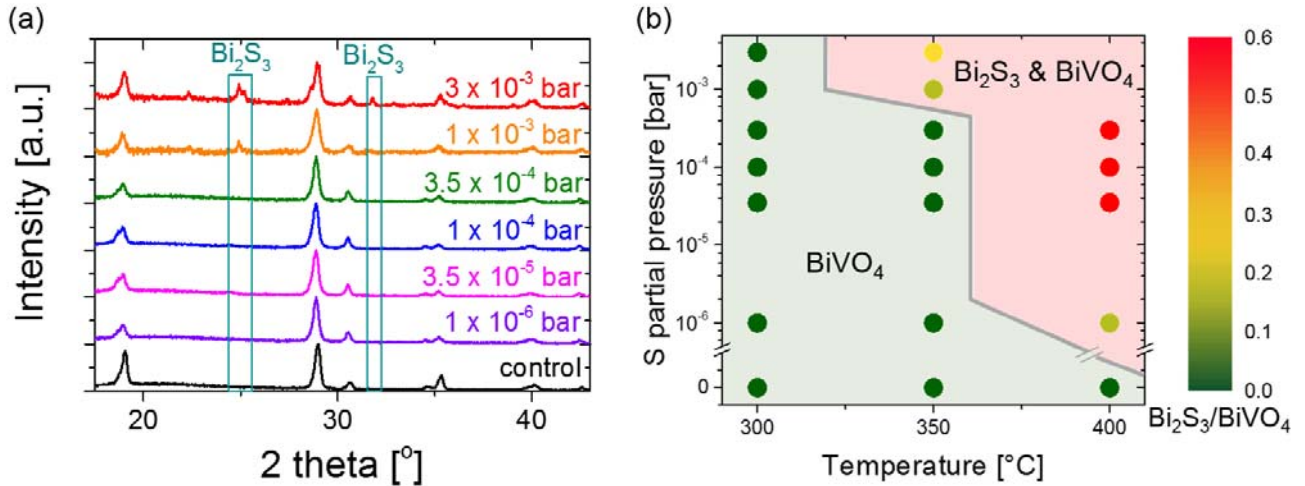 (a)
Intensity [a.u.]
Bi₂S₃
Bi₂S₃
3 x 10⁻³ bar
1 x 10⁻³ bar
3.5 x 10⁻⁴ bar
1 x 10⁻⁴ bar
3.5 x 10⁻⁵ bar
1 x 10⁻⁶ bar
control
20
30
40
2 theta [°]
(b)
S partial pressure [bar]
10⁻³
10⁻⁴
10⁻⁵
10⁻⁶
0
Bi₂S₃ & BiVO₄
BiVO₄
300
350
400
Temperature [°C]
0.6
0.5
0.4
0.3
0.2
0.1
0.0
Bi₂S₃/BiVO₄